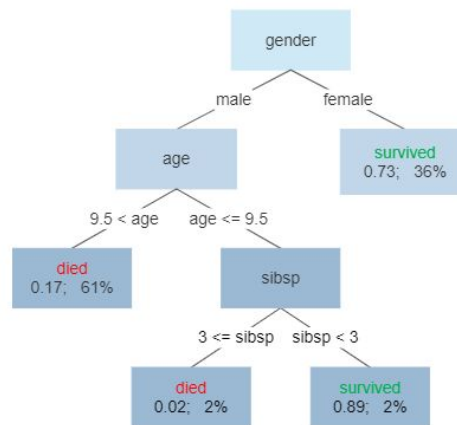 gender
male
female
age
survived
0.73; 36%
9.5 < age
age <= 9.5
died
0.17; 61%
sibsp
3 <= sibsp
sibsp < 3
died
0.02; 2%
survived
0.89; 2%